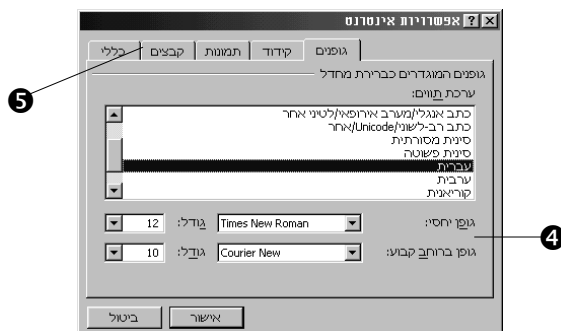 אפשרויות אינטרנט
כללי קבצים תמונות קידוד גופנים
5
גופנים המוגדרים כברירת מחדל
ערכת תווים:
כתב אנגלי/מערב אירופאי/לטיני אחר
כתב רב-לשוני/Unicode/אחר
סינית מסורתית
סינית פשוטה
עברית
ערבית
קוריאנית
גופן יחסי: Times New Roman גודל: 12
4
גופן ברוחב קבוע: Courier New גודל: 10
אישור ביטול